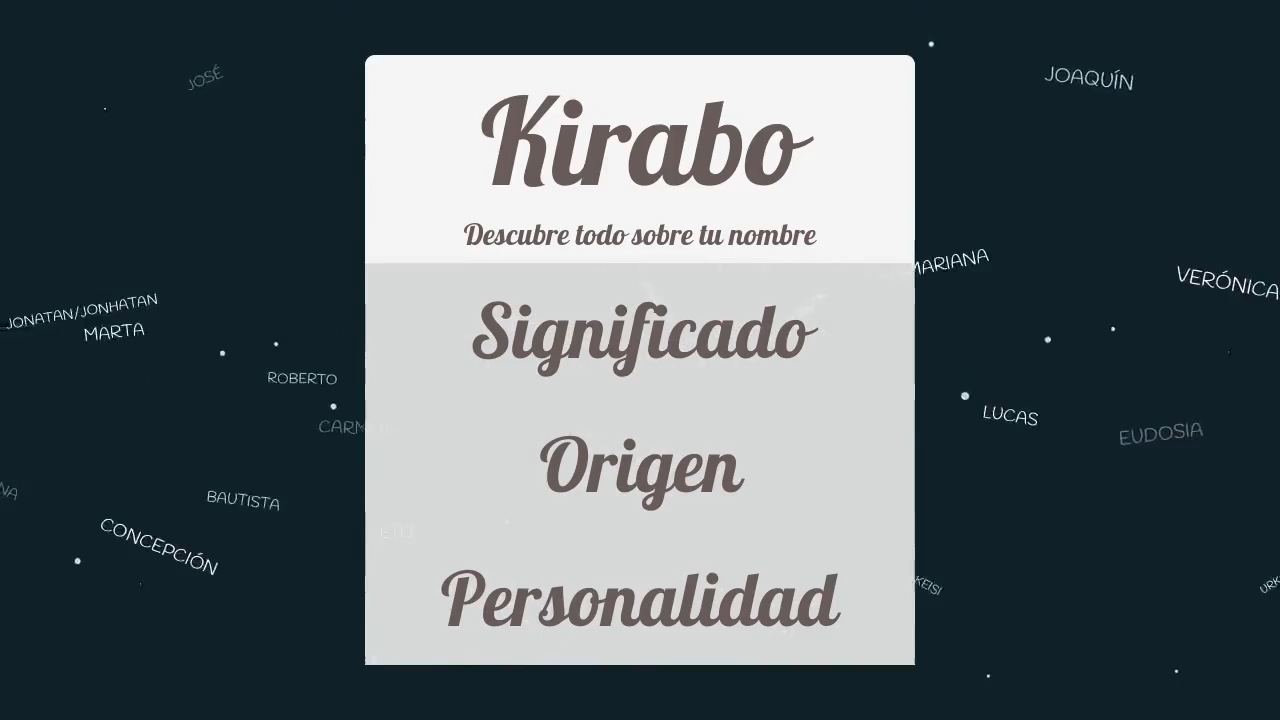 JOSÉ
JOAQUÍN
Kirabo
Descubre todo sobre tu nombre
MARIANA
VERÓNICA
JONATAN/JONHATAN
MARTA
Significado
ROBERTO
LUCAS
EUDOSIA
Origen
BAUTISTA
CONCEPCIÓN
KEISI
Personalidad